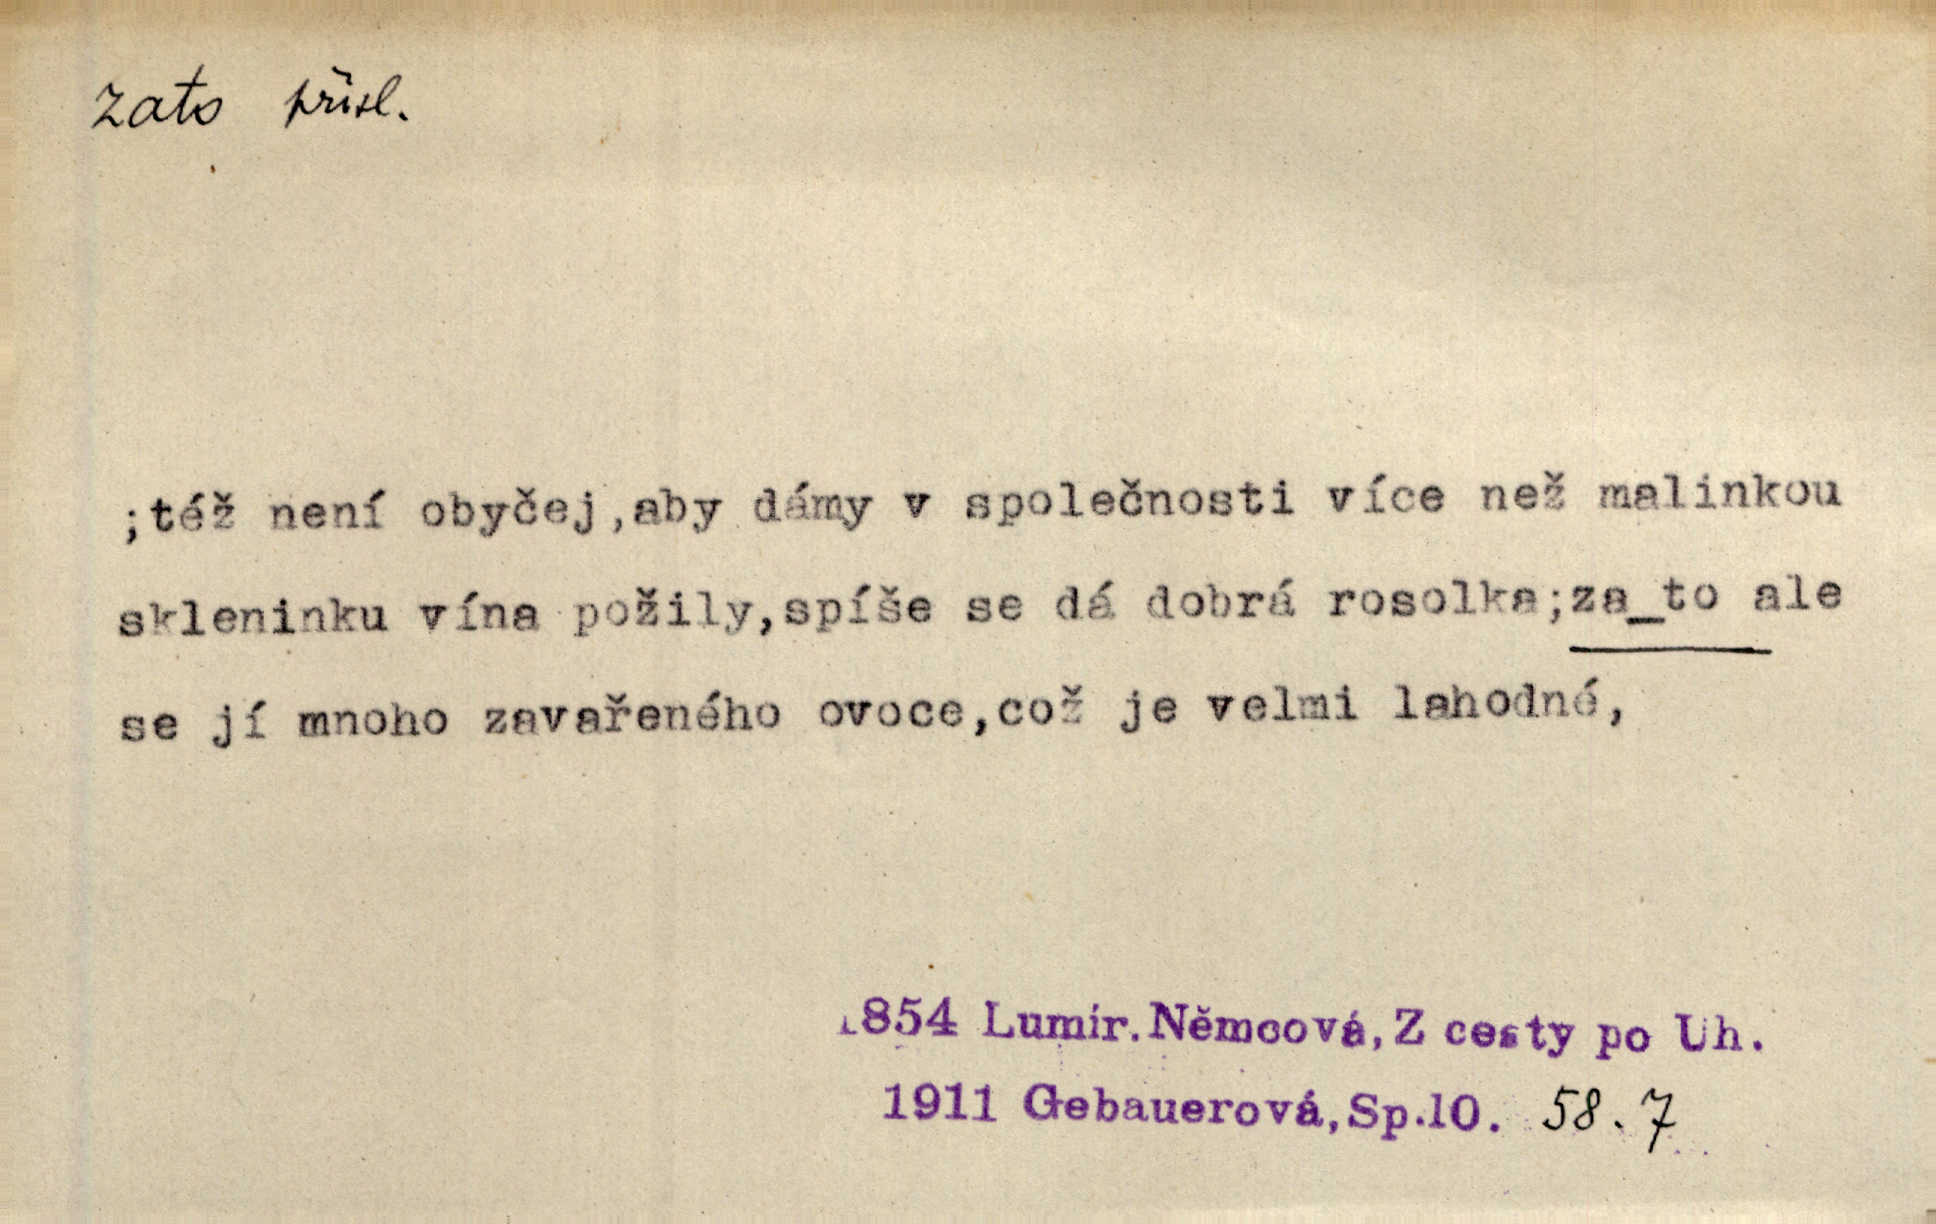 zato přísl.
;též není obyčej,aby dámy v společnosti více než malinkou
skleninku vína požily,spíše se dá dobrá rosolka;za_to ale
se jí mnoho zavařeného ovoce,což je velmi lahodné,
1854 Lumír.Němcová,Z cesty po Uh.
1911 Gebauerová,Sp.10. 58.7